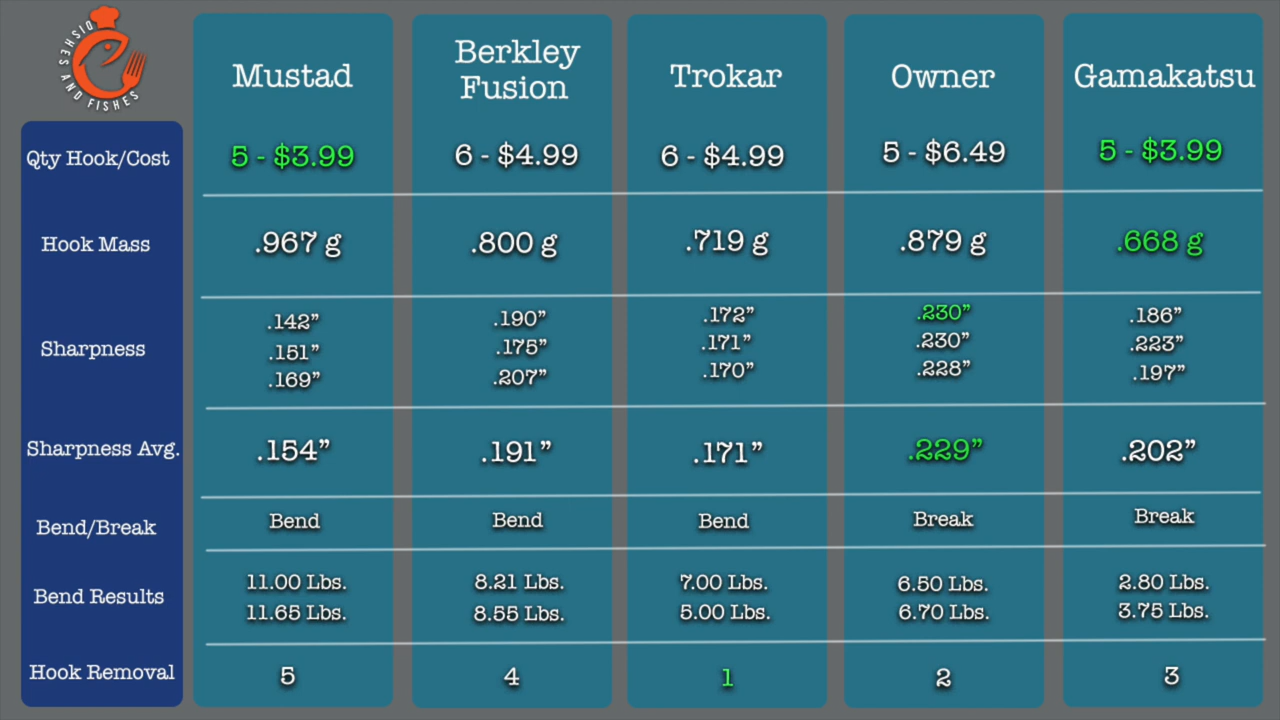 DISHES AND FISHES
Mustad
Berkley
Fusion
Trokar
Owner
Gamakatsu
Qty Hook/Cost
5 - $3.99
6 - $4.99
6 - $4.99
5 - $6.49
5 - $3.99
Hook Mass
.967 g
.800 g
.719 g
.879 g
.668 g
Sharpness
.142”
.151”
.169”
.190”
.175”
.207”
.172”
.171”
.170”
.230”
.230”
.228”
.186”
.223”
.197”
Sharpness Avg.
.154”
.191”
.171”
.229”
.202”
Bend/Break
Bend
Bend
Bend
Break
Break
Bend Results
11.00 Lbs.
11.65 Lbs.
8.21 Lbs.
8.55 Lbs.
7.00 Lbs.
5.00 Lbs.
6.50 Lbs.
6.70 Lbs.
2.80 Lbs.
3.75 Lbs.
Hook Removal
5
4
1
2
3